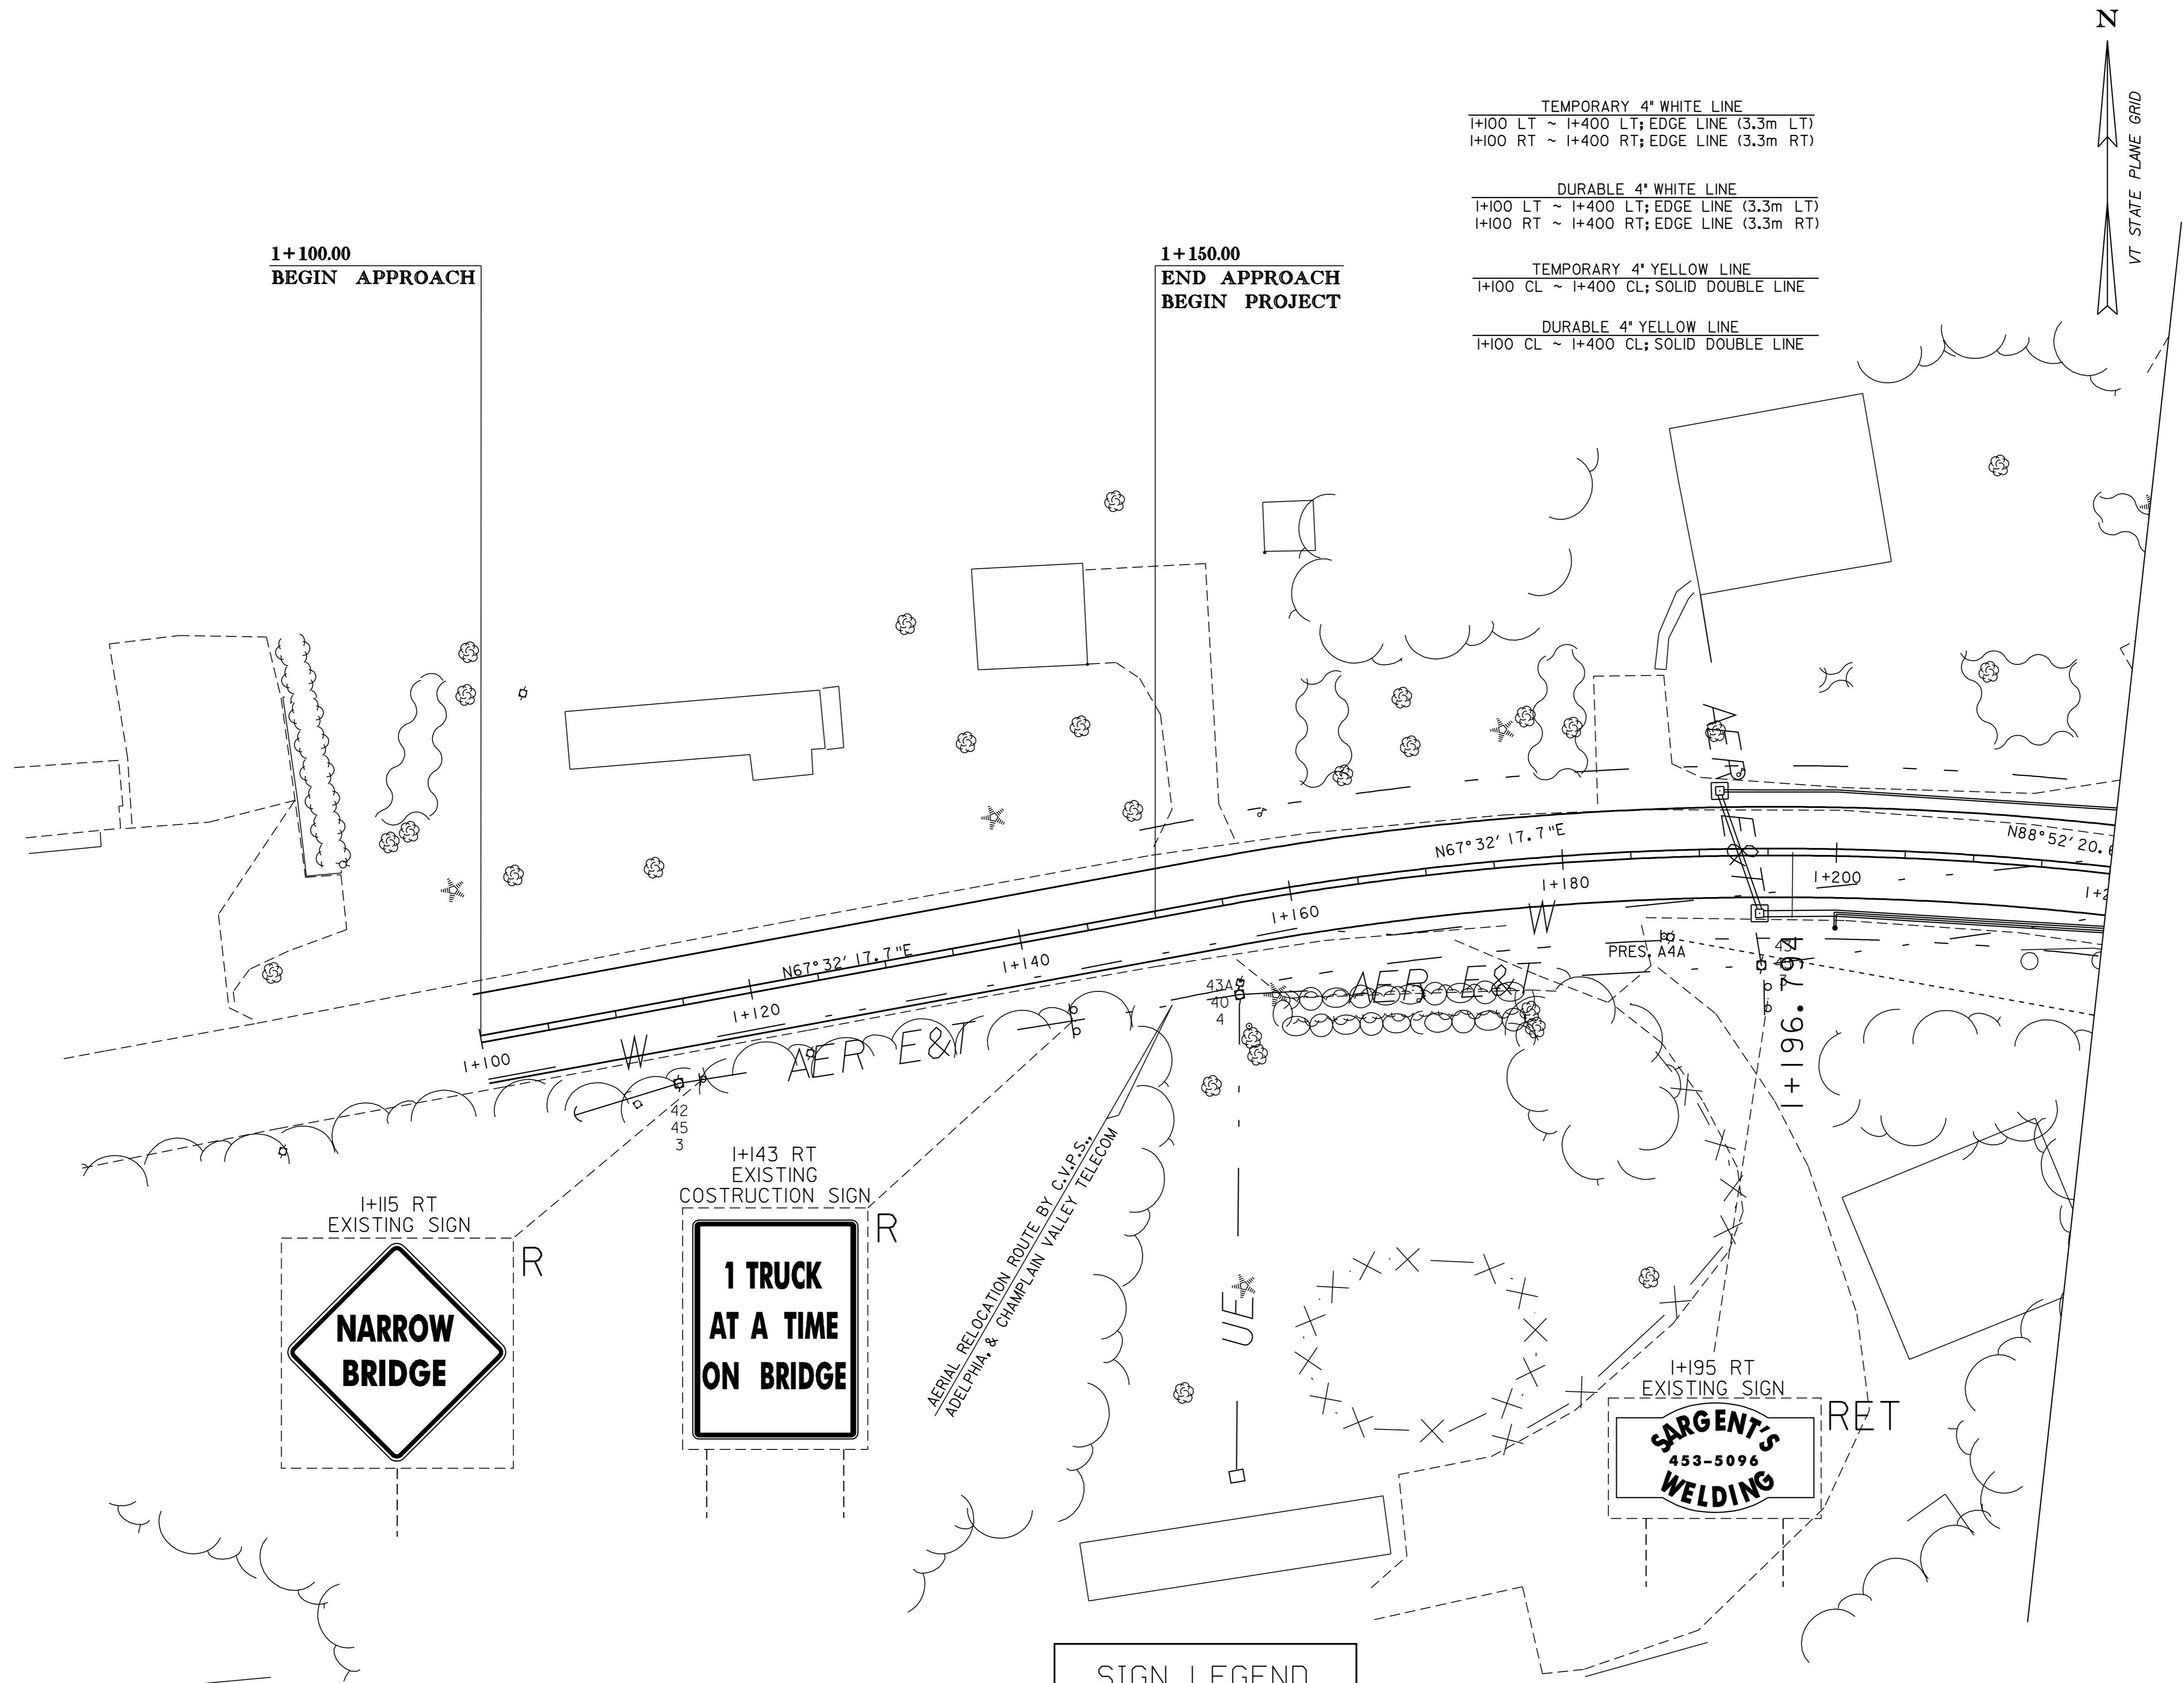 N
VT STATE PLANE GRID
TEMPORARY 4" WHITE LINE
1+100 LT ~ 1+400 LT; EDGE LINE (3.3m LT)
1+100 RT ~ 1+400 RT; EDGE LINE (3.3m RT)
DURABLE 4" WHITE LINE
1+100 LT ~ 1+400 LT; EDGE LINE (3.3m LT)
1+100 RT ~ 1+400 RT; EDGE LINE (3.3m RT)
TEMPORARY 4" YELLOW LINE
1+100 CL ~ 1+400 CL; SOLID DOUBLE LINE
DURABLE 4" YELLOW LINE
1+100 CL ~ 1+400 CL; SOLID DOUBLE LINE
1+100.00
BEGIN APPROACH
1+150.00
END APPROACH
BEGIN PROJECT
N67°32'17.7"E
N67°32'17.7"E
N88°52'20.
1+100
1+120
1+140
1+160
1+180
1+200
1+2
W
W
AER E&T
AER E&T
PRES. A4A
43A
40
4
42
45
3
1+196.794
UE
AERIAL RELOCATION ROUTE BY C.V.P.S.,
ADELPHIA, & CHAMPLAIN VALLEY TELECOM
1+115 RT
EXISTING SIGN
R
NARROW
BRIDGE
1+143 RT
EXISTING
COSTRUCTION SIGN
R
1 TRUCK
AT A TIME
ON BRIDGE
1+195 RT
EXISTING SIGN
RET
SARGENT'S
453-5096
WELDING
SIGN LEGEND